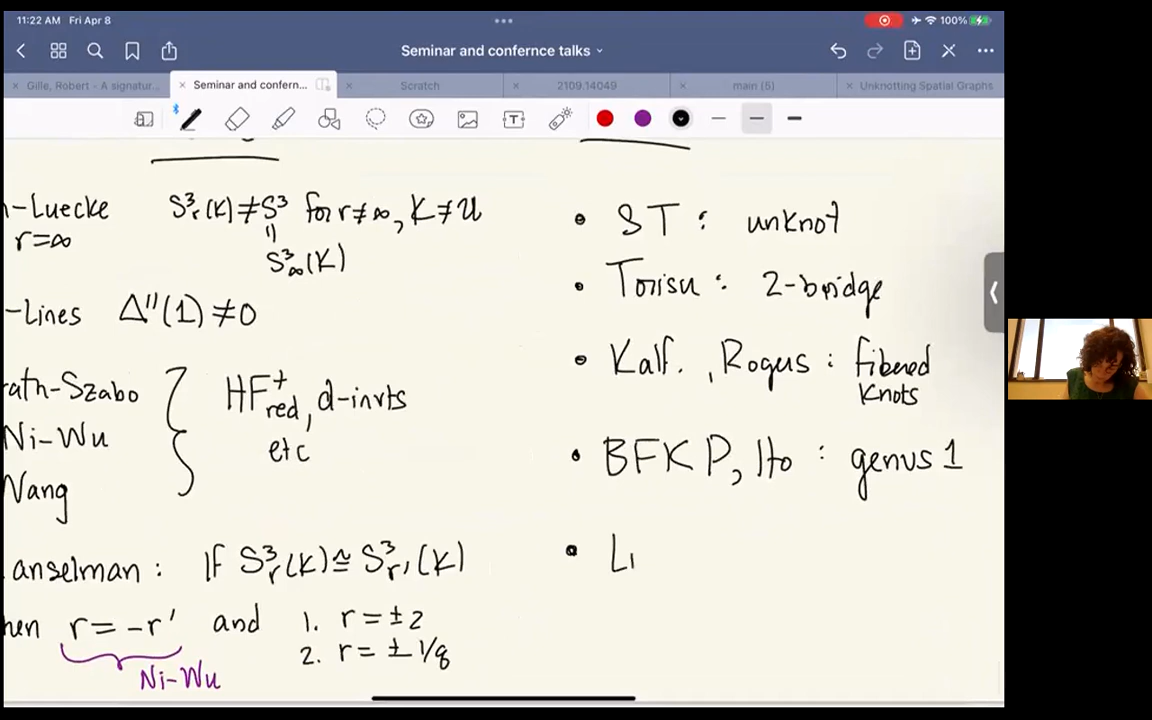 11:22 AM Fri Apr 8
100%
Seminar and confernce talks
Gille, Robert - A signatur...
Seminar and confern...
Scratch
2109.14049
main (5)
Unknotting Spatial Graphs
n-Luecke
r=∞
S³ᵣ(K)≠S³ for r≠∞, K≠U
=
S³∞(K)
-Lines Δ''(1)≠0
rath-Szabo
Ni-Wu
Wang
HF⁺red, d-invts
etc
anselman: If S³ᵣ(K)≅S³ᵣ'(K)
hen r=-r' and
1. r=±2
2. r=±1/q
Ni-Wu
• ST: unknot
• Torisu: 2-bridge
• Kalf., Rogus: fibered
Knots
• BFKP, Ito: genus 1
• Li